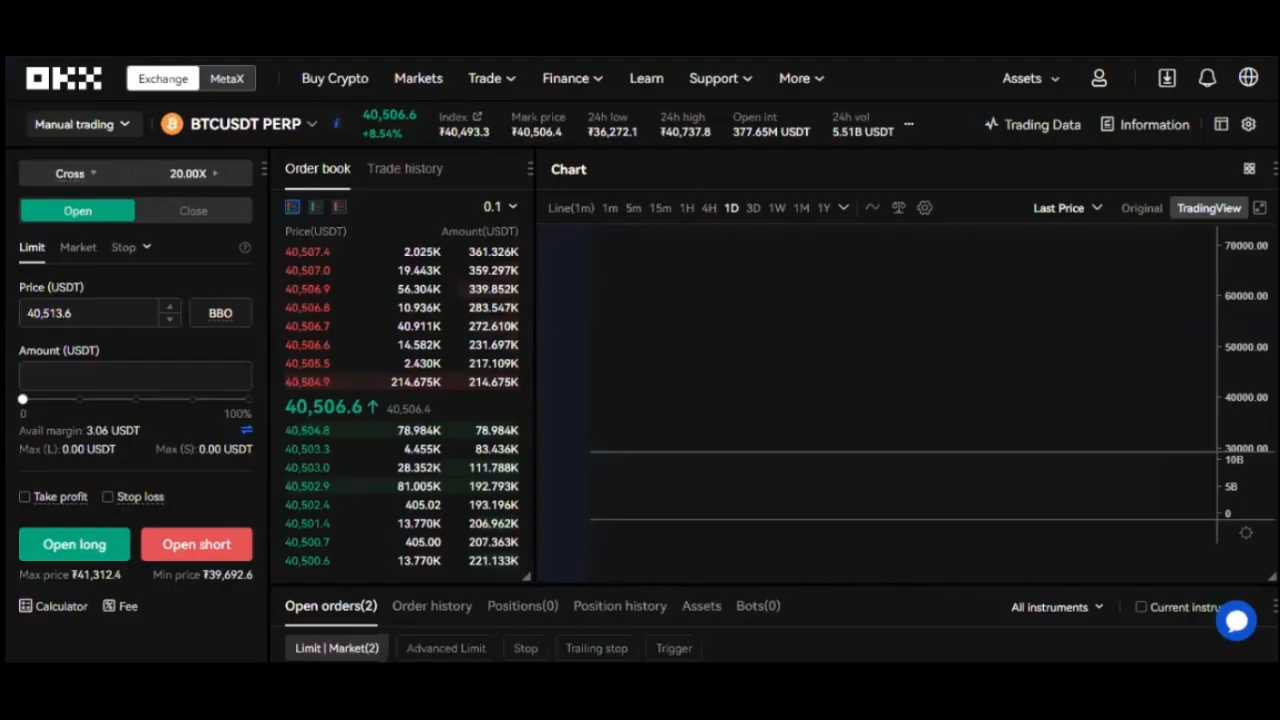 OKX Exchange MetaX Buy Crypto Markets Trade Finance Learn Support More Assets
Manual trading BTCUSDT PERP 40,506.6 +8.54% Index ₮40,493.3 Mark price ₮40,506.4 24h low ₮36,272.1 24h high ₮40,737.8 Open int 377.65M USDT 24h vol 5.51B USDT ··· Trading Data Information
Cross 20.00X
Open Close
Limit Market Stop
Price (USDT)
40,513.6 BBO
Amount (USDT)
0 100%
Avail margin: 3.06 USDT
Max (L): 0.00 USDT Max (S): 0.00 USDT
Take profit Stop loss
Open long Open short
Max price ₮41,312.4 Min price ₮39,692.6
Calculator Fee
Order book Trade history
0.1
Price(USDT) Amount(USDT)
40,507.4 2.025K 361.326K
40,507.0 19.443K 359.297K
40,506.9 56.304K 339.852K
40,506.8 10.936K 283.547K
40,506.7 40.911K 272.610K
40,506.6 14.582K 231.697K
40,505.5 2.430K 217.109K
40,504.9 214.675K 214.675K
40,506.6 ↑ 40,506.4
40,504.8 78.984K 78.984K
40,503.3 4.455K 83.436K
40,503.0 28.352K 111.788K
40,502.9 81.005K 192.793K
40,502.4 405.02 193.196K
40,501.4 13.770K 206.962K
40,500.7 405.00 207.363K
40,500.6 13.770K 221.133K
Chart
Line(1m) 1m 5m 15m 1H 4H 1D 3D 1W 1M 1Y Last Price Original TradingView
70000.00
60000.00
50000.00
40000.00
30000.00
10B
5B
0
Open orders(2) Order history Positions(0) Position history Assets Bots(0) All instruments Current instru
Limit | Market(2) Advanced Limit Stop Trailing stop Trigger